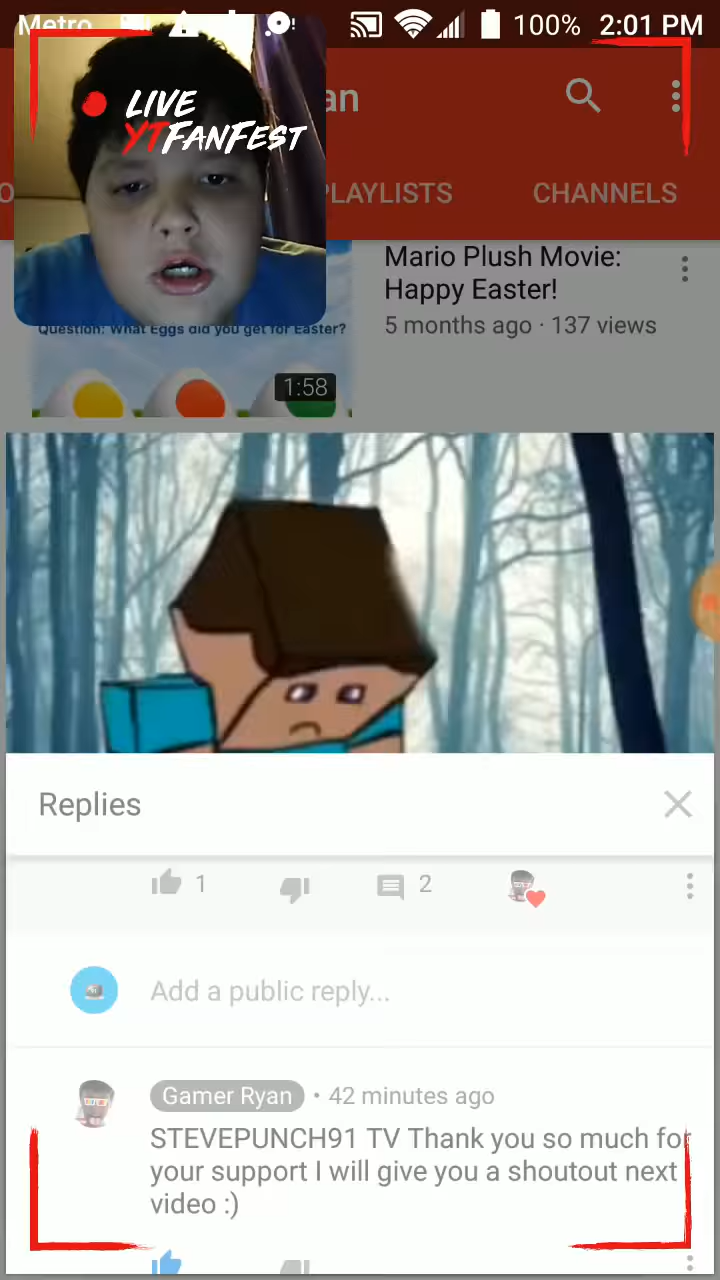 Metro
100% 2:01 PM
LIVE
YTFANFEST
an
PLAYLISTS
CHANNELS
Mario Plush Movie:
Happy Easter!
5 months ago · 137 views
Question: What Eggs did you get for Easter?
1:58
Replies
1
2
Add a public reply...
Gamer Ryan • 42 minutes ago
STEVEPUNCH91 TV Thank you so much for
your support I will give you a shoutout next
video :)